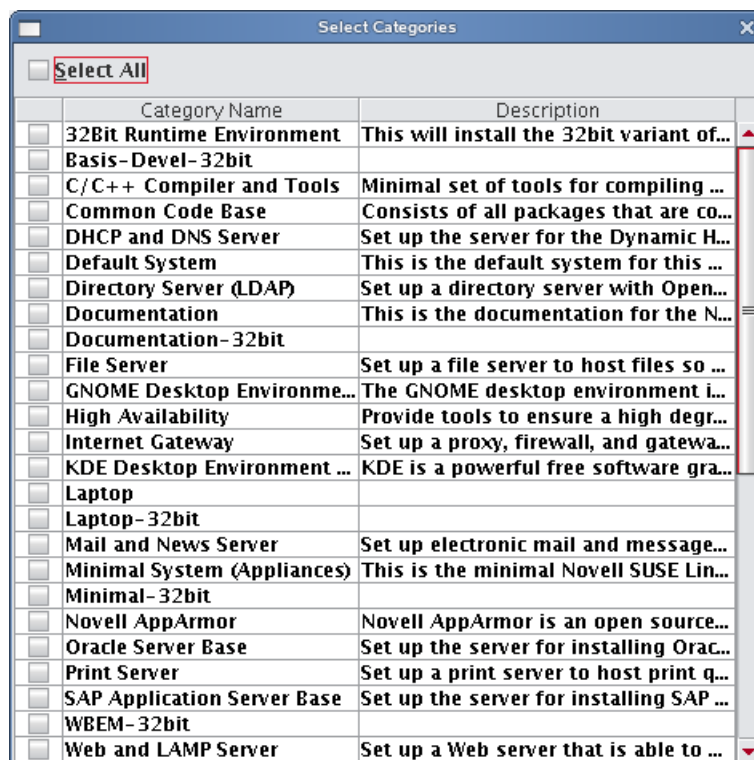 Select Categories
Select All
Category Name Description
32Bit Runtime Environment This will install the 32bit variant of...
Basis-Devel-32bit
C/C++ Compiler and Tools Minimal set of tools for compiling ...
Common Code Base Consists of all packages that are co...
DHCP and DNS Server Set up the server for the Dynamic H...
Default System This is the default system for this ...
Directory Server (LDAP) Set up a directory server with Open...
Documentation This is the documentation for the N...
Documentation-32bit
File Server Set up a file server to host files so ...
GNOME Desktop Environme... The GNOME desktop environment i...
High Availability Provide tools to ensure a high degr...
Internet Gateway Set up a proxy, firewall, and gatewa...
KDE Desktop Environment ... KDE is a powerful free software gra...
Laptop
Laptop-32bit
Mail and News Server Set up electronic mail and message...
Minimal System (Appliances) This is the minimal Novell SUSE Lin...
Minimal-32bit
Novell AppArmor Novell AppArmor is an open source...
Oracle Server Base Set up the server for installing Orac...
Print Server Set up a print server to host print q...
SAP Application Server Base Set up the server for installing SAP ...
WBEM-32bit
Web and LAMP Server Set up a Web server that is able to ...